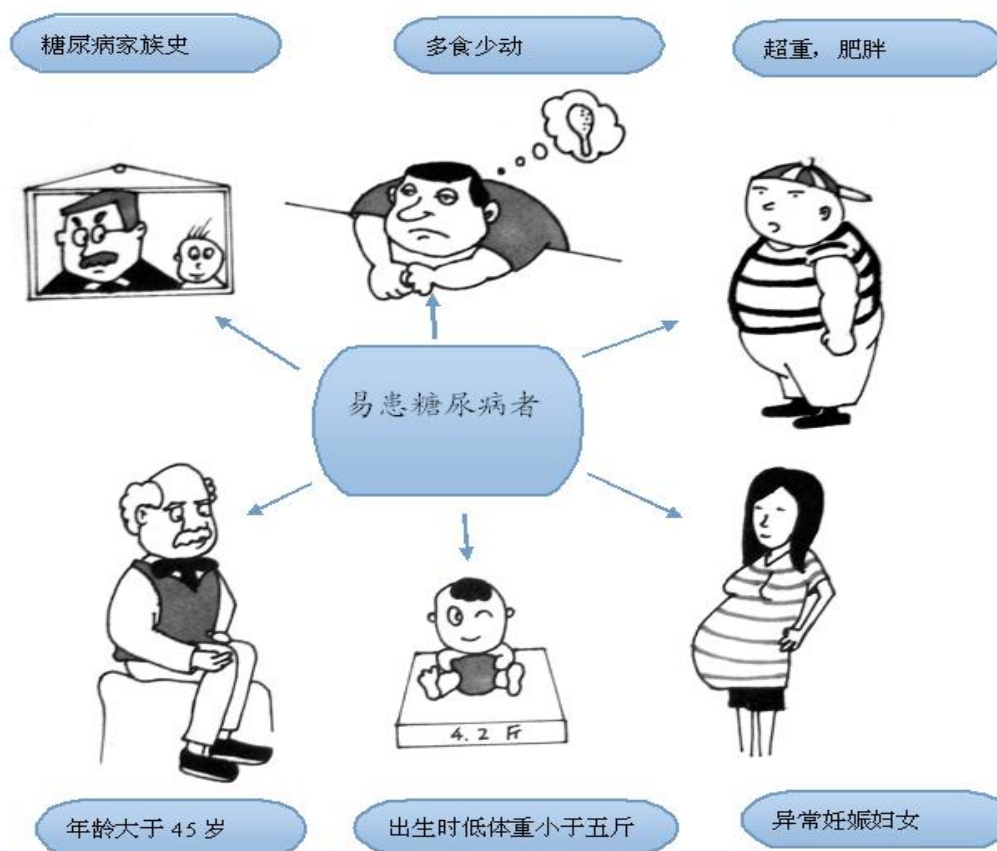 糖尿病家族史
多食少动
超重，肥胖
易患糖尿病者
4.2 斤
年龄大于 45 岁
出生时低体重小于五斤
异常妊娠妇女